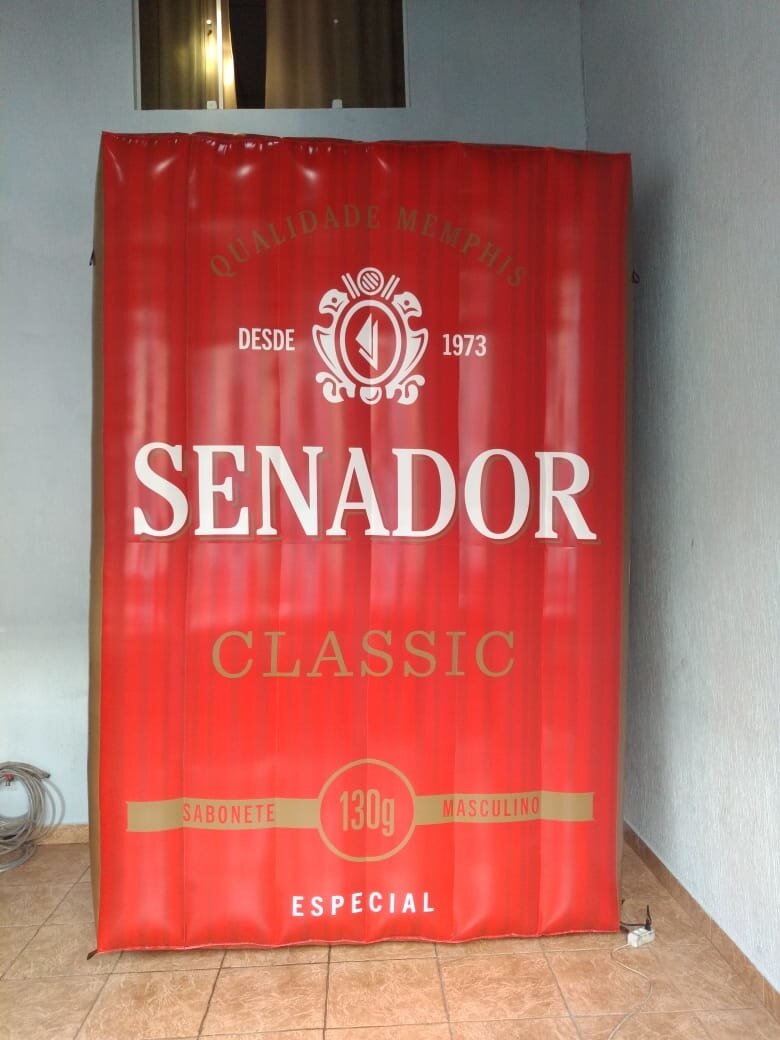 QUALIDADE MEMPHIS
DESDE 1973
SENADOR
CLASSIC
SABONETE 130g MASCULINO
ESPECIAL